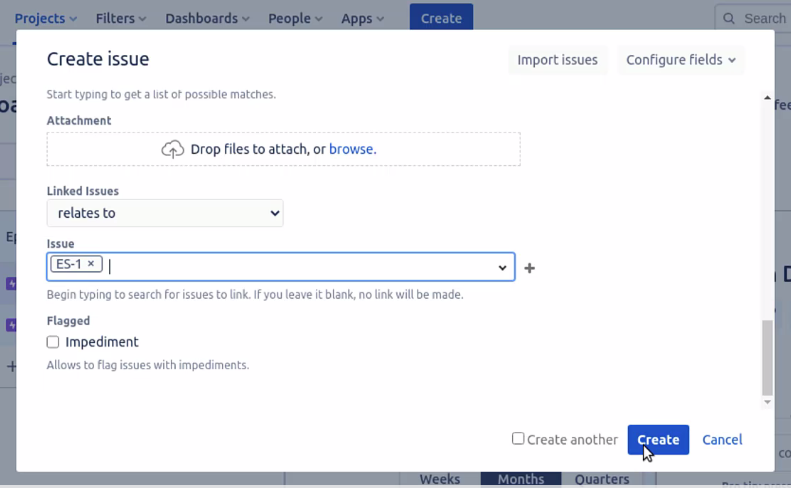 Projects Filters Dashboards People Apps Create Search
Create issue Import issues Configure fields
Start typing to get a list of possible matches.
Attachment
Drop files to attach, or browse.
Linked Issues
relates to
Issue
ES-1 ×
Begin typing to search for issues to link. If you leave it blank, no link will be made.
Flagged
Impediment
Allows to flag issues with impediments.
Create another Create Cancel
Weeks Months Quarters